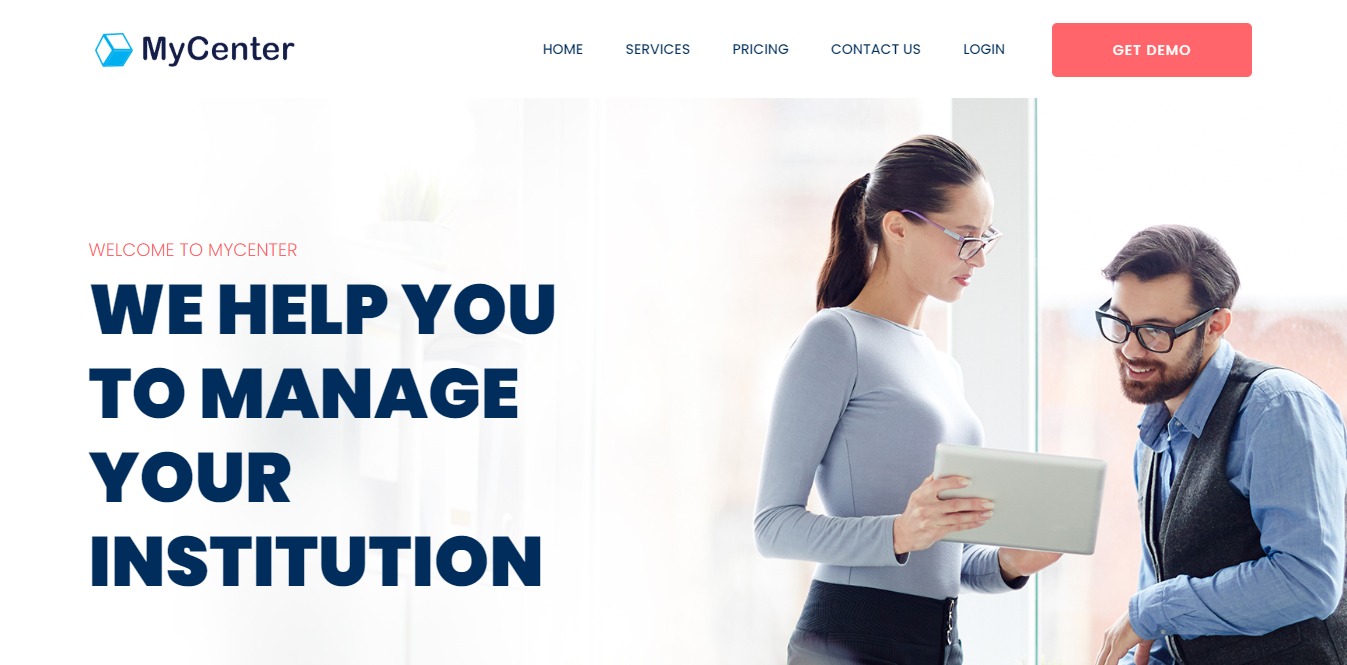 MyCenter
HOME SERVICES PRICING CONTACT US LOGIN GET DEMO
WELCOME TO MYCENTER
WE HELP YOU
TO MANAGE
YOUR
INSTITUTION